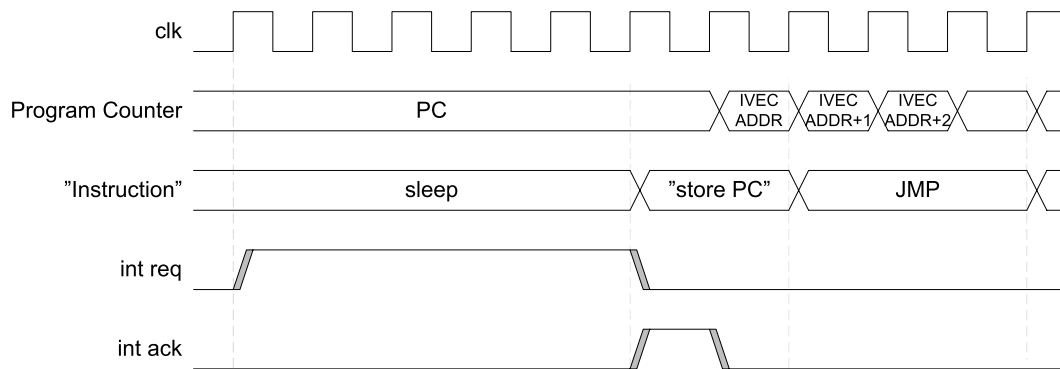 clk
Program Counter
PC
IVEC
ADDR
IVEC
ADDR+1
IVEC
ADDR+2
”Instruction”
sleep
”store PC”
JMP
int req
int ack